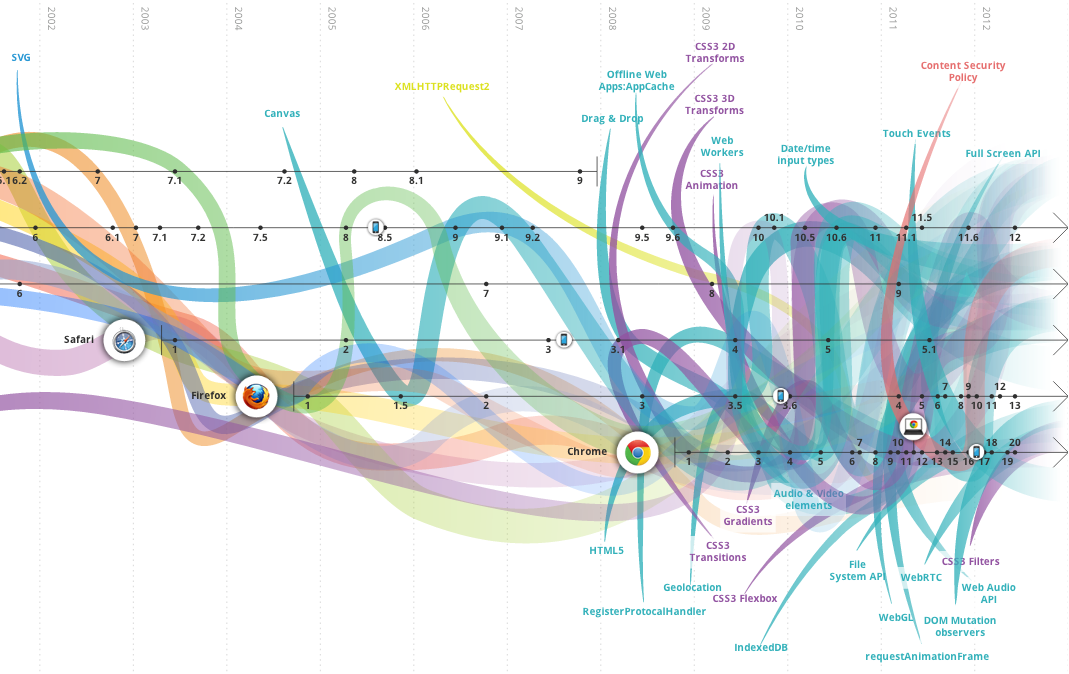 2002
2003
2004
2005
2006
2007
2008
2009
2010
2011
2012
SVG
Canvas
XMLHTTPRequest2
Offline Web
Apps:AppCache
Drag & Drop
CSS3 2D
Transforms
CSS3 3D
Transforms
Web
Workers
CSS3
Animation
Date/time
input types
Content Security
Policy
Touch Events
Full Screen API
6.2 7 7.1 7.2 8 8.1 9
10.1 11.5
6 6.1 7 7.1 7.2 7.5 8 8.5 9 9.1 9.2 9.5 9.6 10 10.5 10.6 11 11.1 11.6 12
6 7 8 9
Safari
1 2 3 3.1 4 5 5.1
Firefox
7 9 12
1 1.5 2 3 3.5 3.6 4 5 6 8 10 11 13
Chrome
7 10 14 18 20
1 2 3 4 5 6 8 9 11 12 13 15 16 17 19
Audio & Video
elements
CSS3
Gradients
CSS3
Transitions
HTML5
Geolocation
RegisterProtocalHandler
CSS3 Flexbox
IndexedDB
File
System API
WebRTC
CSS3 Filters
Web Audio
API
WebGL
DOM Mutation
observers
requestAnimationFrame